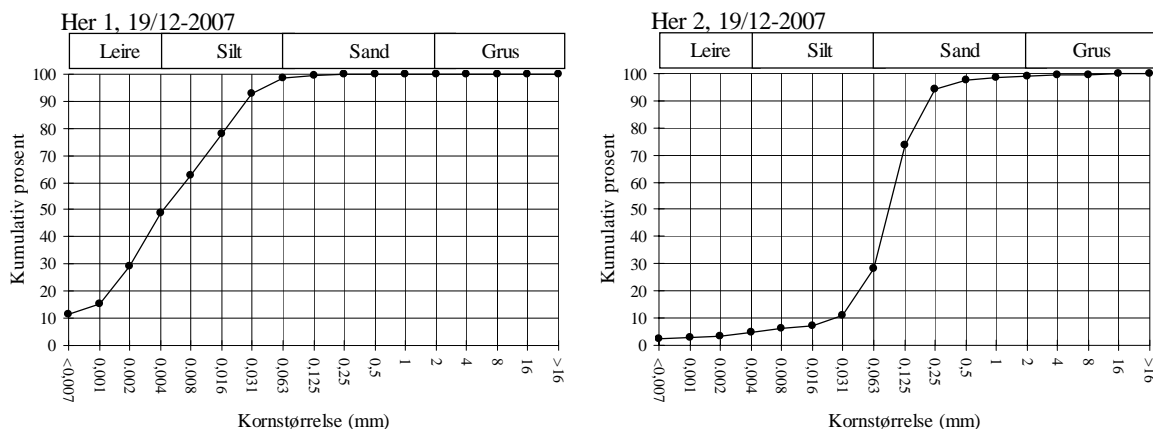 Her 1, 19/12-2007
Leire Silt Sand Grus
100
90
80
70
60
50
40
30
20
10
0
Kumulativ prosent
<0,007 0,001 0,002 0,004 0,008 0,016 0,031 0,063 0,125 0,25 0,5 1 2 4 8 16 >16
Kornstørrelse (mm)
Her 2, 19/12-2007
Leire Silt Sand Grus
100
90
80
70
60
50
40
30
20
10
0
Kumulativ prosent
<0,007 0,001 0,002 0,004 0,008 0,016 0,031 0,063 0,125 0,25 0,5 1 2 4 8 16 >16
Kornstørrelse (mm)